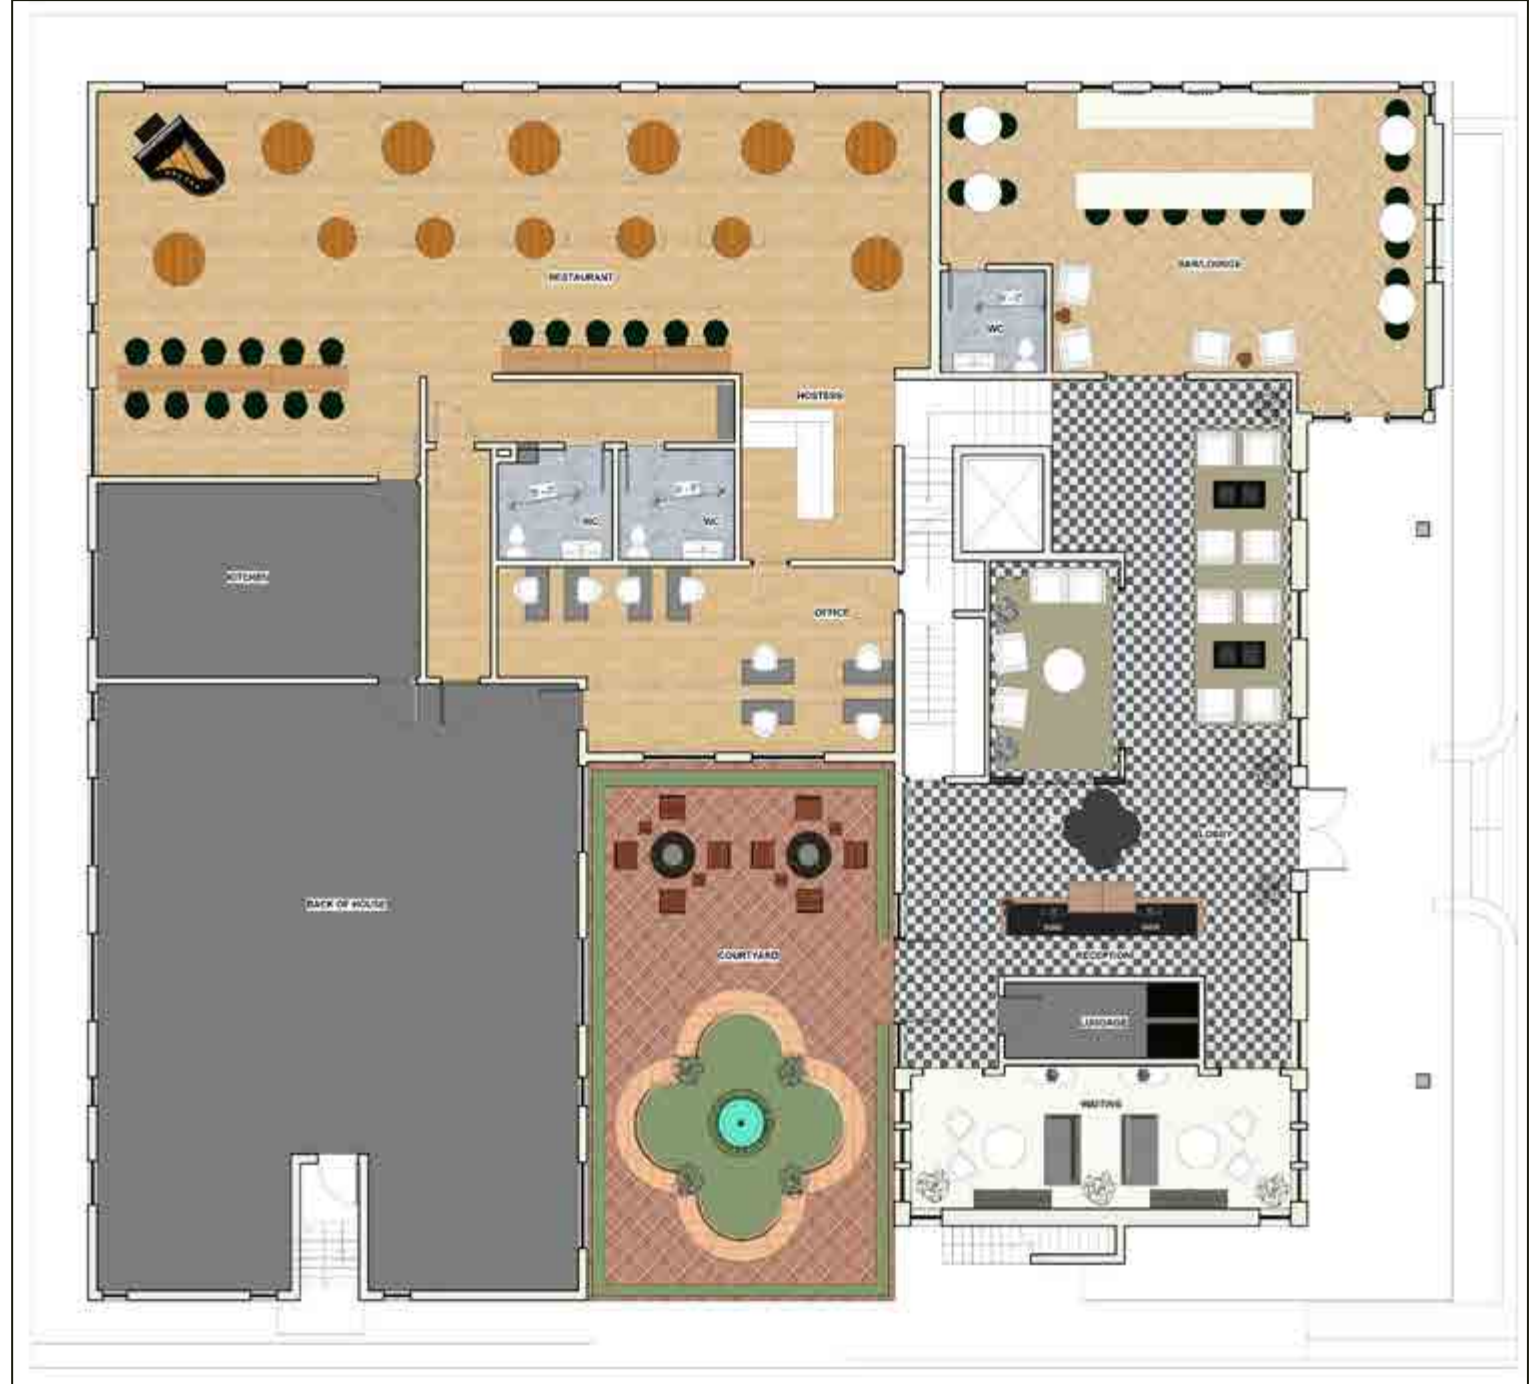 RESTAURANT
BAR/LOUNGE
WC
HOSTESS
WC
WC
KITCHEN
OFFICE
LOBBY
BACK OF HOUSE
COURTYARD
RECEPTION
LUGGAGE
WAITING